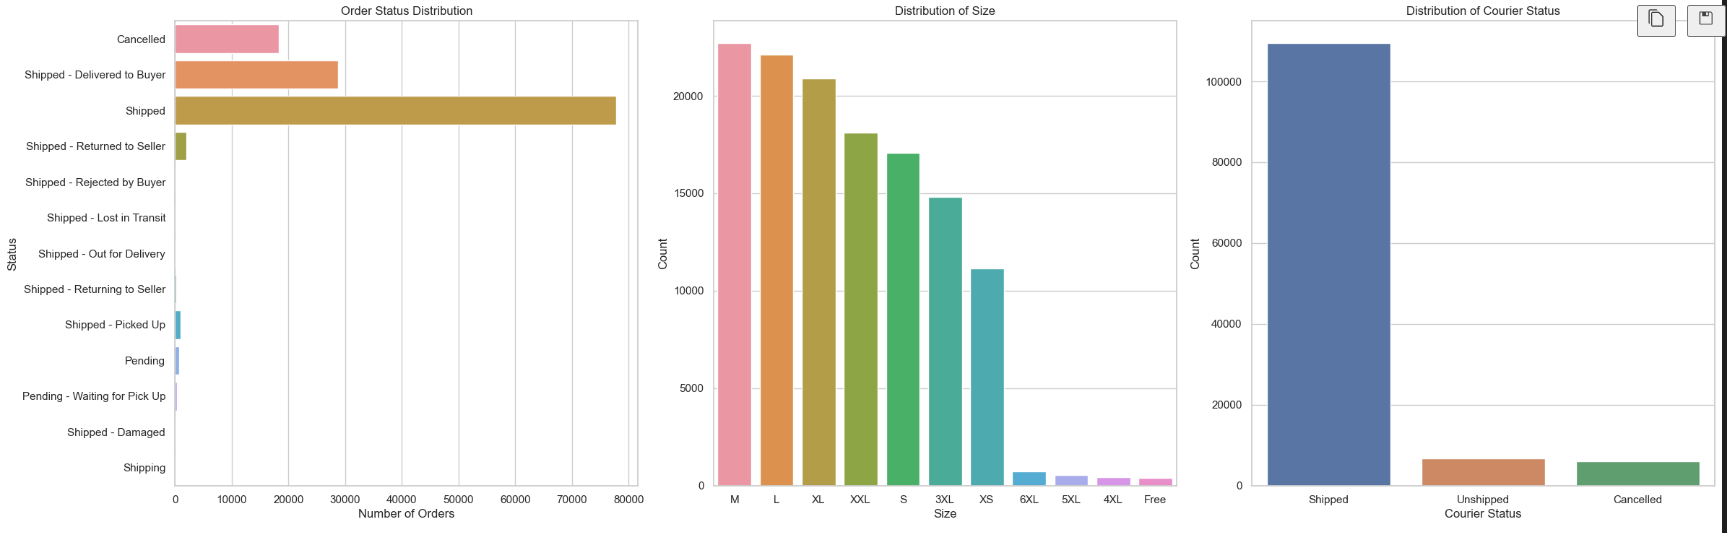 Order Status Distribution
Cancelled
Shipped - Delivered to Buyer
Shipped
Shipped - Returned to Seller
Shipped - Rejected by Buyer
Shipped - Lost in Transit
Shipped - Out for Delivery
Shipped - Returning to Seller
Shipped - Picked Up
Pending
Pending - Waiting for Pick Up
Shipped - Damaged
Shipping
Status
0 10000 20000 30000 40000 50000 60000 70000 80000
Number of Orders
Distribution of Size
20000
15000
10000
5000
0
Count
M L XL XXL S 3XL XS 6XL 5XL 4XL Free
Size
Distribution of Courier Status
100000
80000
60000
40000
20000
0
Count
Shipped Unshipped Cancelled
Courier Status